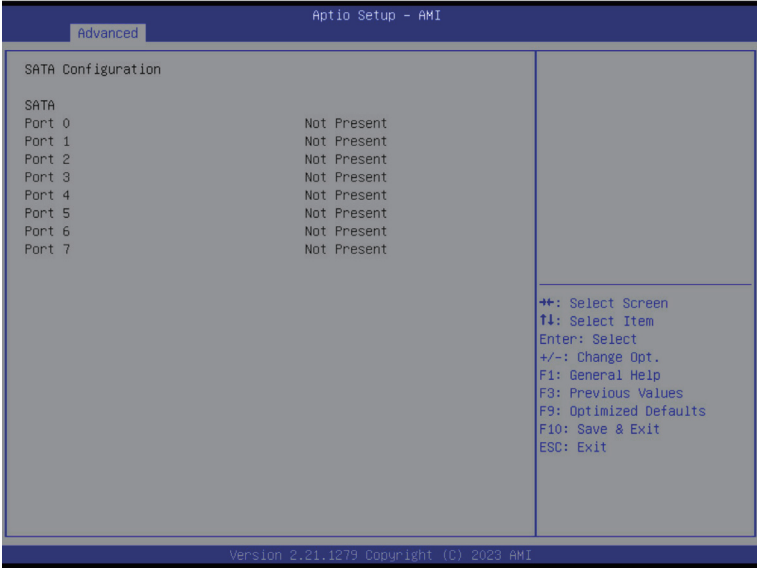 Aptio Setup – AMI
Advanced
SATA Configuration
SATA
Port 0 Not Present
Port 1 Not Present
Port 2 Not Present
Port 3 Not Present
Port 4 Not Present
Port 5 Not Present
Port 6 Not Present
Port 7 Not Present
→←: Select Screen
↑↓: Select Item
Enter: Select
+/-: Change Opt.
F1: General Help
F3: Previous Values
F9: Optimized Defaults
F10: Save & Exit
ESC: Exit
Version 2.21.1279 Copyright (C) 2023 AMI